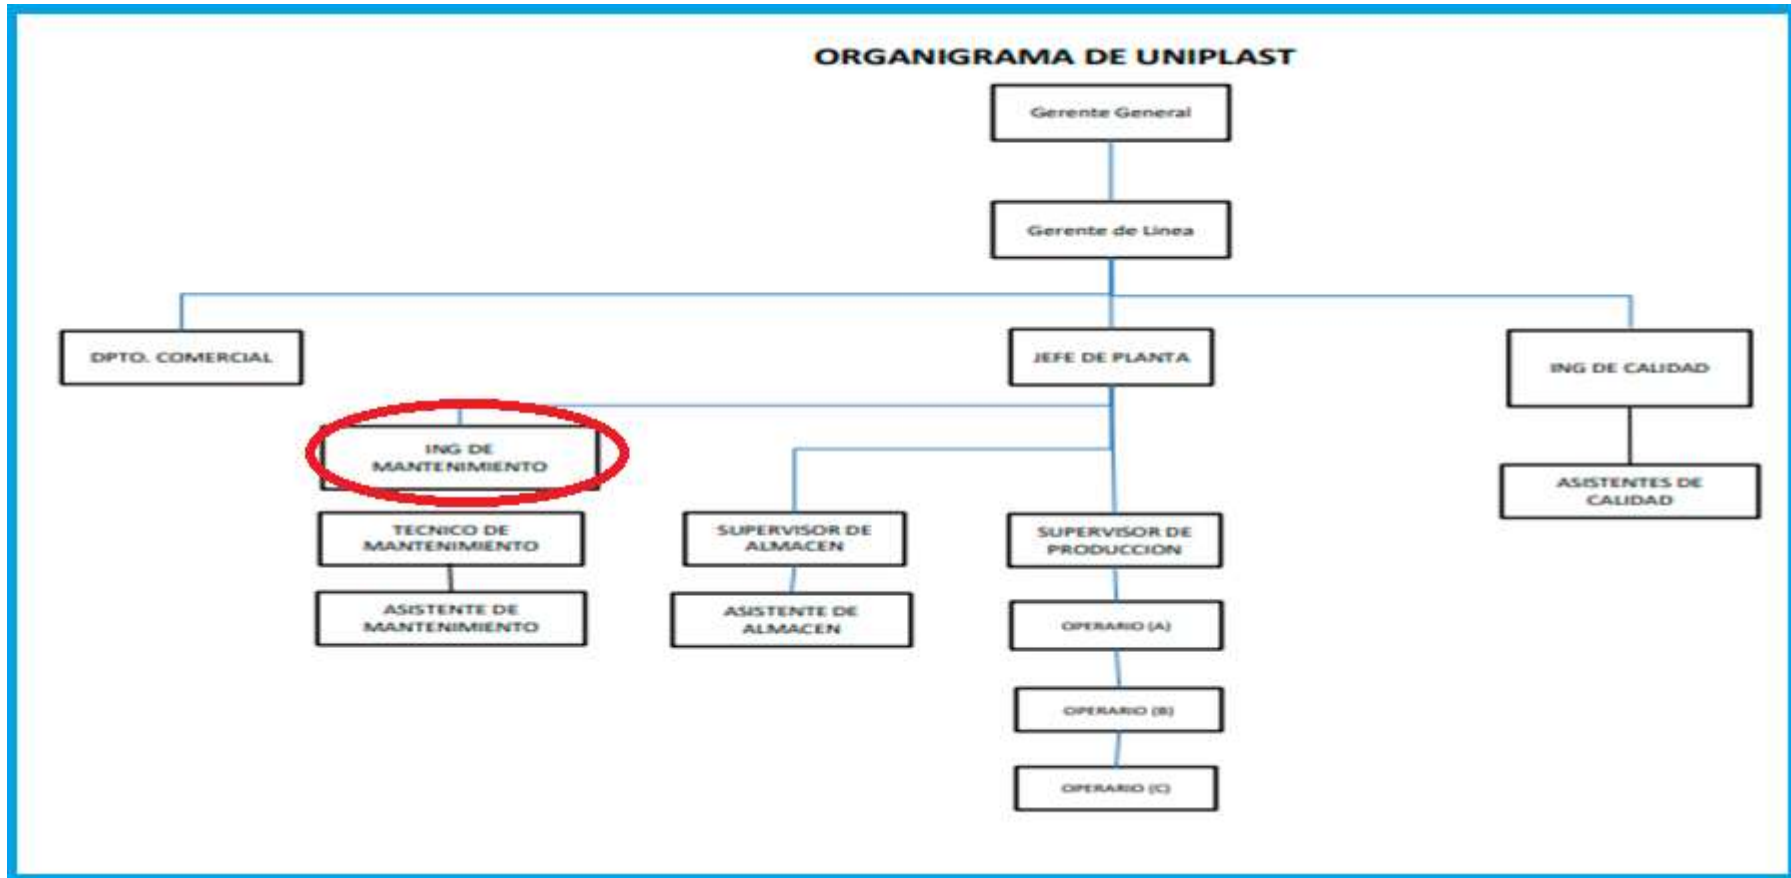 ORGANIGRAMA DE UNIPLAST
Gerente General
Gerente de Linea
DPTO. COMERCIAL
JEFE DE PLANTA
ING DE CALIDAD
ING DE
MANTENIMIENTO
ASISTENTES DE
CALIDAD
TECNICO DE
MANTENIMIENTO
SUPERVISOR DE
ALMACEN
SUPERVISOR DE
PRODUCCION
ASISTENTE DE
MANTENIMIENTO
ASISTENTE DE
ALMACEN
OPERARIO (A)
OPERARIO (B)
OPERARIO (C)